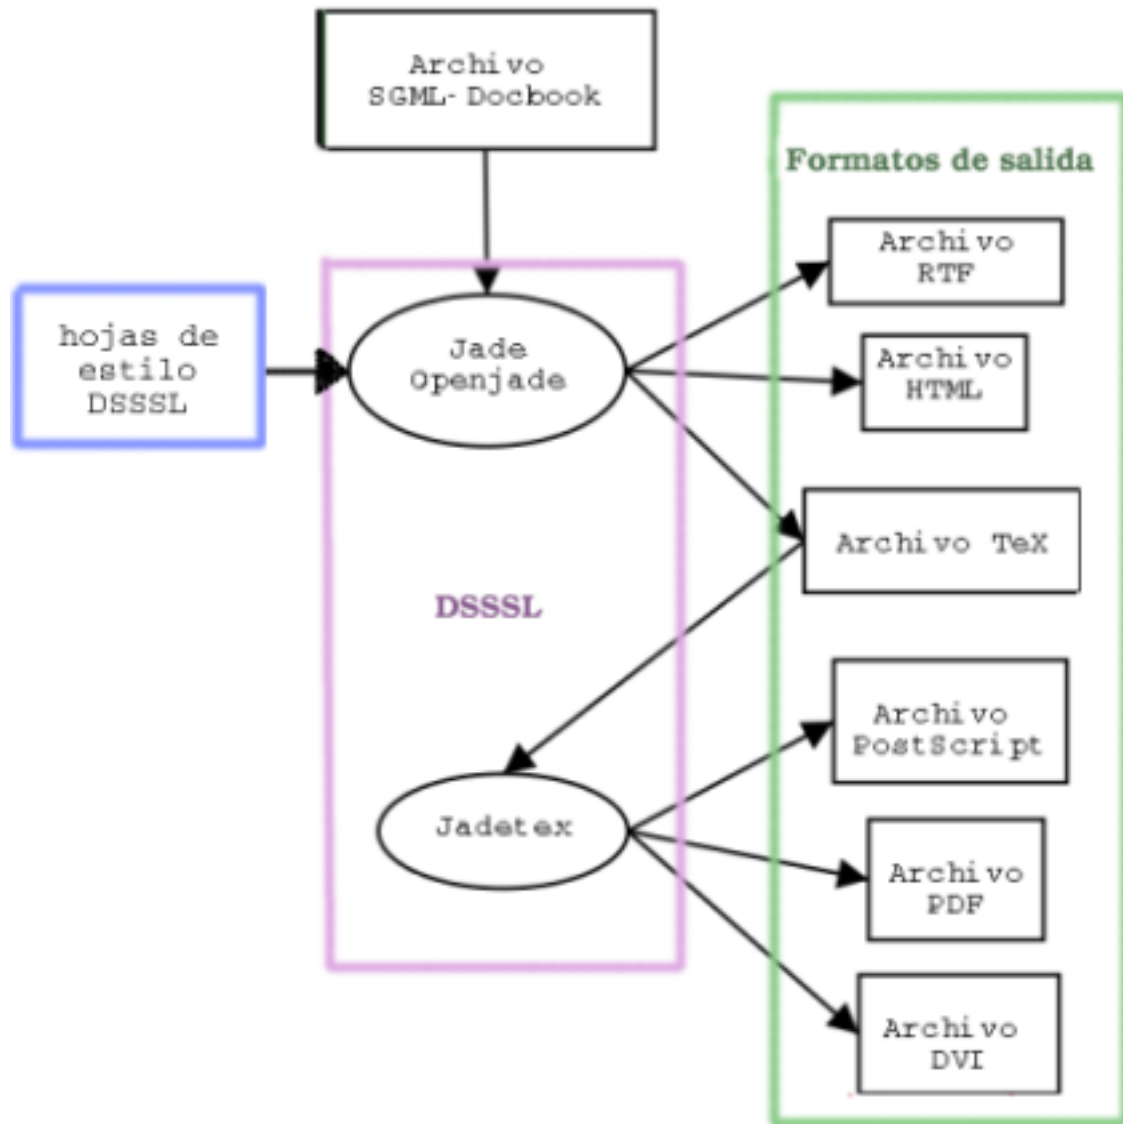 Archivo
SGML-Docbook
Formatos de salida
Archivo
RTF
hojas de
estilo
DSSSL
Jade
Openjade
Archivo
HTML
Archivo TeX
DSSSL
Archivo
PostScript
Jadetex
Archivo
PDF
Archivo
DVI